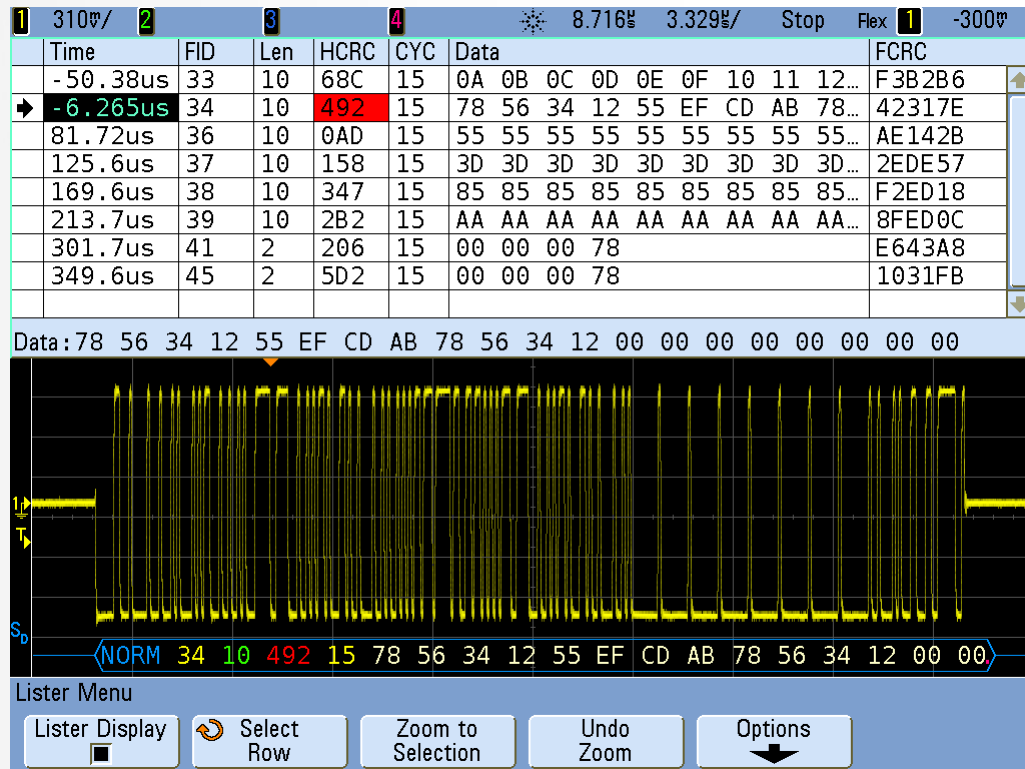 1 310mV/ 2 3 4 8.716µs 3.329µs/ Stop Flex 1 -300mV
Time FID Len HCRC CYC Data FCRC
-50.38us 33 10 68C 15 0A 0B 0C 0D 0E 0F 10 11 12… F3B2B6
-6.265us 34 10 492 15 78 56 34 12 55 EF CD AB 78… 42317E
81.72us 36 10 0AD 15 55 55 55 55 55 55 55 55 55… AE142B
125.6us 37 10 158 15 3D 3D 3D 3D 3D 3D 3D 3D 3D… 2EDE57
169.6us 38 10 347 15 85 85 85 85 85 85 85 85 85… F2ED18
213.7us 39 10 2B2 15 AA AA AA AA AA AA AA AA AA… 8FED0C
301.7us 41 2 206 15 00 00 00 78 E643A8
349.6us 45 2 5D2 15 00 00 00 78 1031FB
Data:78 56 34 12 55 EF CD AB 78 56 34 12 00 00 00 00 00 00 00 00
1
T
SD
NORM 34 10 492 15 78 56 34 12 55 EF CD AB 78 56 34 12 00 00.
Lister Menu
Lister Display
Select Row
Zoom to Selection
Undo Zoom
Options